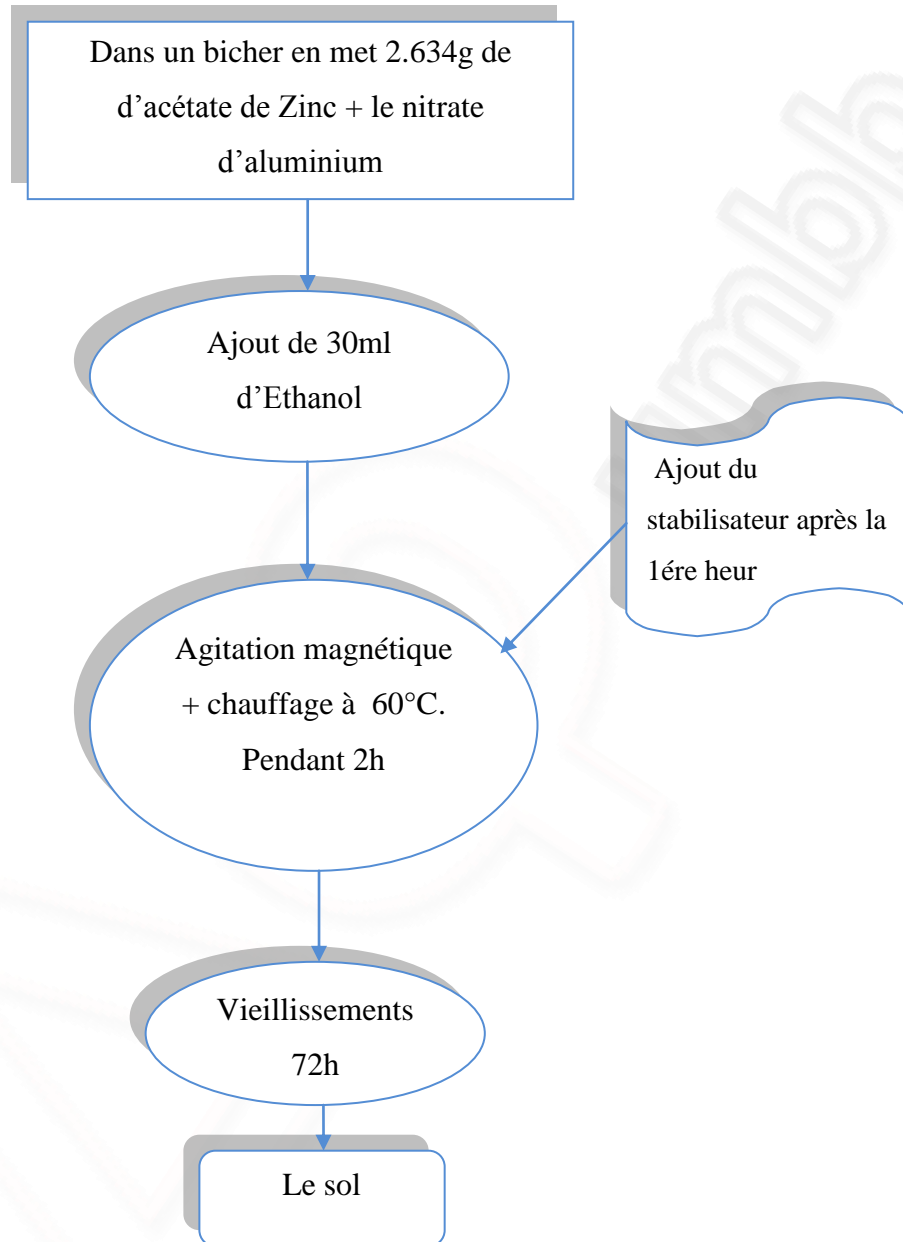 Dans un bicher en met 2.634g de
d'acétate de Zinc + le nitrate
d'aluminium
Ajout de 30ml
d'Ethanol
Ajout du
stabilisateur après la
1ére heur
Agitation magnétique
+ chauffage à 60°C.
Pendant 2h
Vieillissements
72h
Le sol